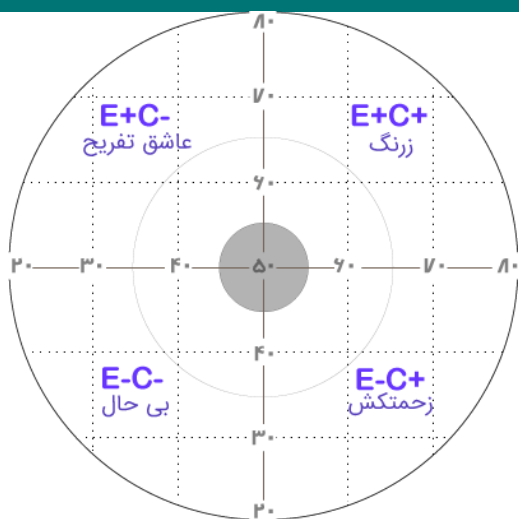 ۸۰
۷۰
E+C-
E+C+
عاشق تفریح
زرنگ
۶۰
۲۰ ۳۰ ۴۰ ۵۰ ۶۰ ۷۰ ۸۰
۴۰
E-C-
E-C+
بی حال
زحمتکش
۳۰
۲۰